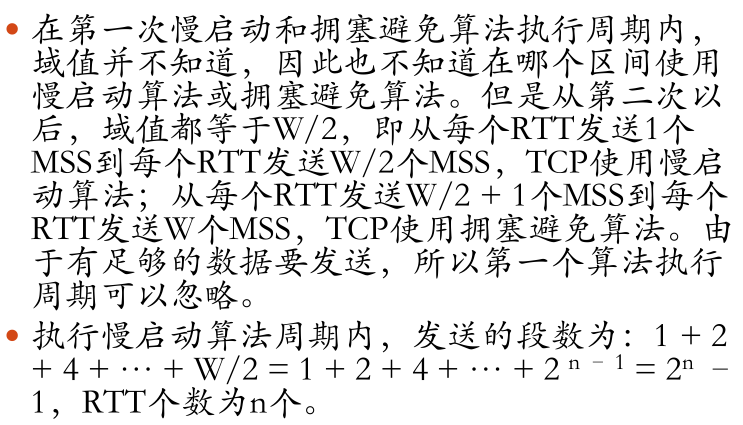 • 在第一次慢启动和拥塞避免算法执行周期内，
域值并不知道，因此也不知道在哪个区间使用
慢启动算法或拥塞避免算法。但是从第二次以
后，域值都等于W/2，即从每个RTT发送1个
MSS到每个RTT发送W/2个MSS，TCP使用慢启
动算法；从每个RTT发送W/2 + 1个MSS到每个
RTT发送W个MSS，TCP使用拥塞避免算法。由
于有足够的数据要发送，所以第一个算法执行
周期可以忽略。
• 执行慢启动算法周期内，发送的段数为：1 + 2
+ 4 + … + W/2 = 1 + 2 + 4 + … + 2ⁿ⁻¹ = 2ⁿ –
1，RTT个数为n个。